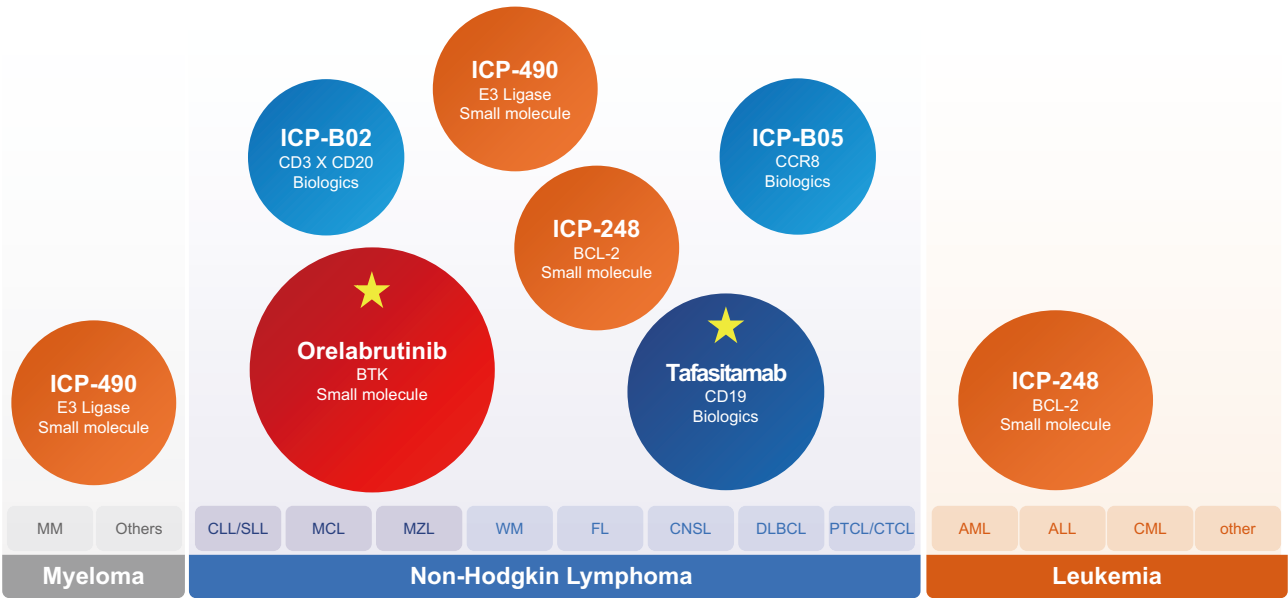 ICP-490
E3 Ligase
Small molecule
ICP-B02
CD3 X CD20
Biologics
ICP-B05
CCR8
Biologics
ICP-248
BCL-2
Small molecule
Orelabrutinib
BTK
Small molecule
Tafasitamab
CD19
Biologics
ICP-490
E3 Ligase
Small molecule
ICP-248
BCL-2
Small molecule
MM
Others
CLL/SLL
MCL
MZL
WM
FL
CNSL
DLBCL
PTCL/CTCL
AML
ALL
CML
other
Myeloma
Non-Hodgkin Lymphoma
Leukemia